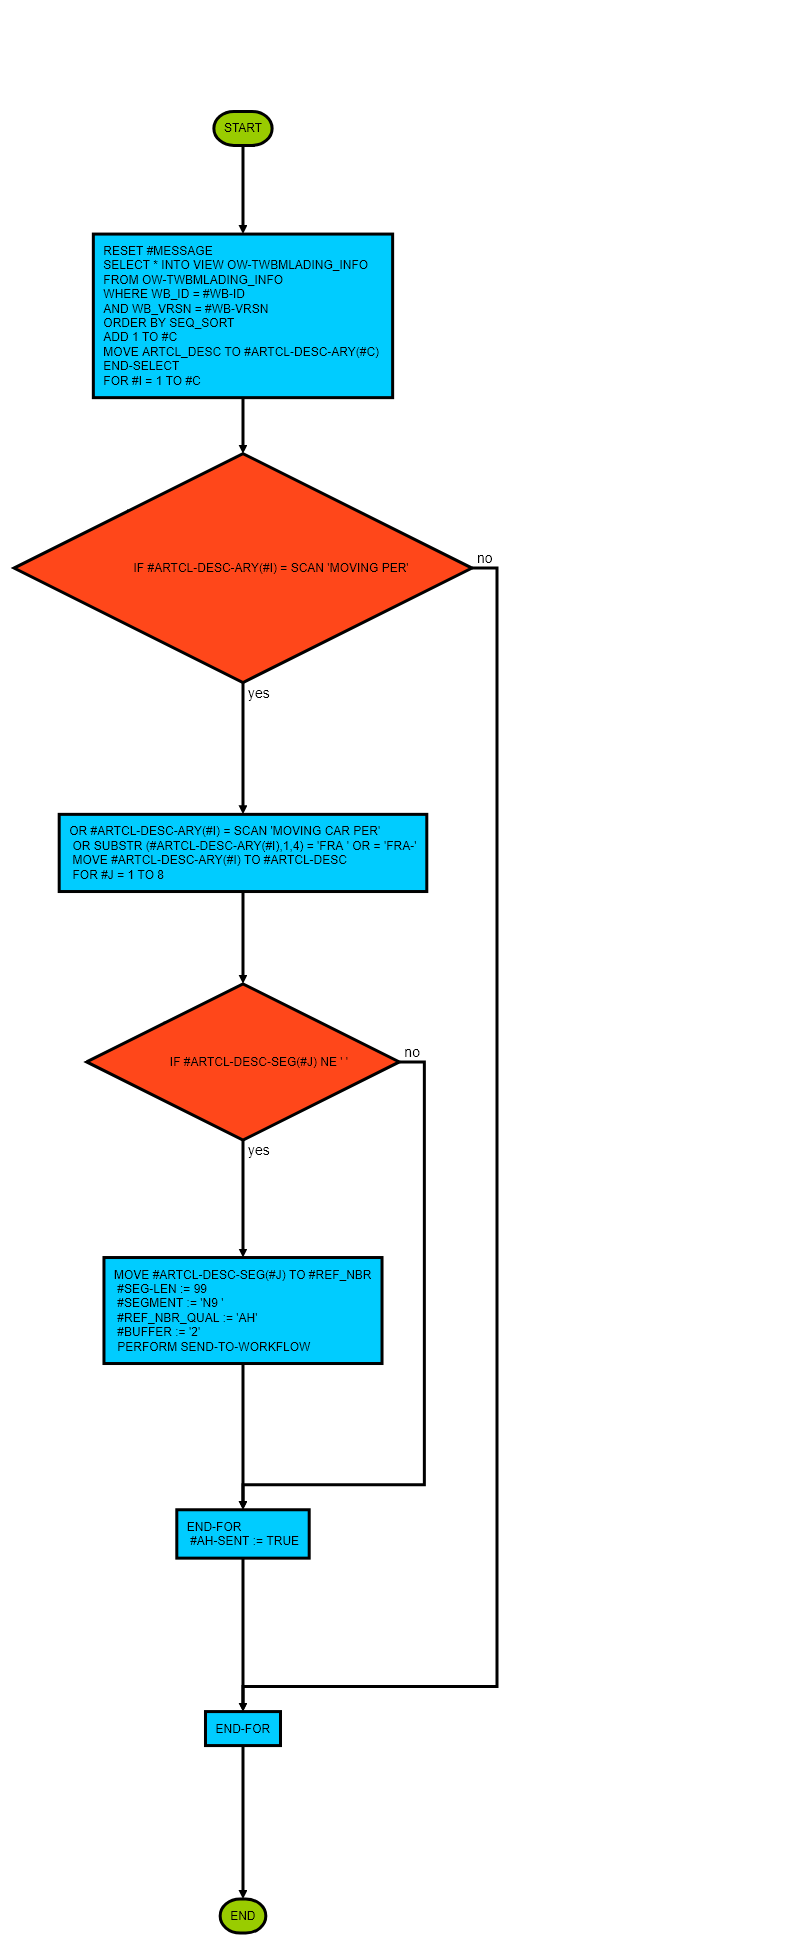 START
RESET #MESSAGE
SELECT * INTO VIEW OW-TWBMLADING_INFO
FROM OW-TWBMLADING_INFO
WHERE WB_ID = #WB-ID
AND WB_VRSN = #WB-VRSN
ORDER BY SEQ_SORT
ADD 1 TO #C
MOVE ARTCL_DESC TO #ARTCL-DESC-ARY(#C)
END-SELECT
FOR #I = 1 TO #C
no
IF #ARTCL-DESC-ARY(#I) = SCAN 'MOVING PER'
yes
OR #ARTCL-DESC-ARY(#I) = SCAN 'MOVING CAR PER'
OR SUBSTR (#ARTCL-DESC-ARY(#I),1,4) = 'FRA ' OR = 'FRA-'
MOVE #ARTCL-DESC-ARY(#I) TO #ARTCL-DESC
FOR #J = 1 TO 8
no
IF #ARTCL-DESC-SEG(#J) NE ' '
yes
MOVE #ARTCL-DESC-SEG(#J) TO #REF_NBR
#SEG-LEN := 99
#SEGMENT := 'N9 '
#REF_NBR_QUAL := 'AH'
#BUFFER := '2'
PERFORM SEND-TO-WORKFLOW
END-FOR
#AH-SENT := TRUE
END-FOR
END